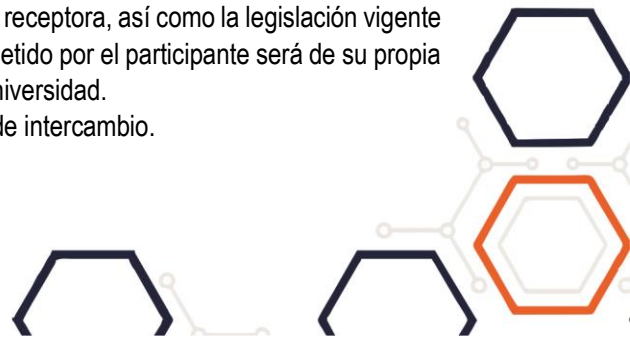 receptora, así como la legislación vigente
etido por el participante será de su propia
niversidad.
de intercambio.